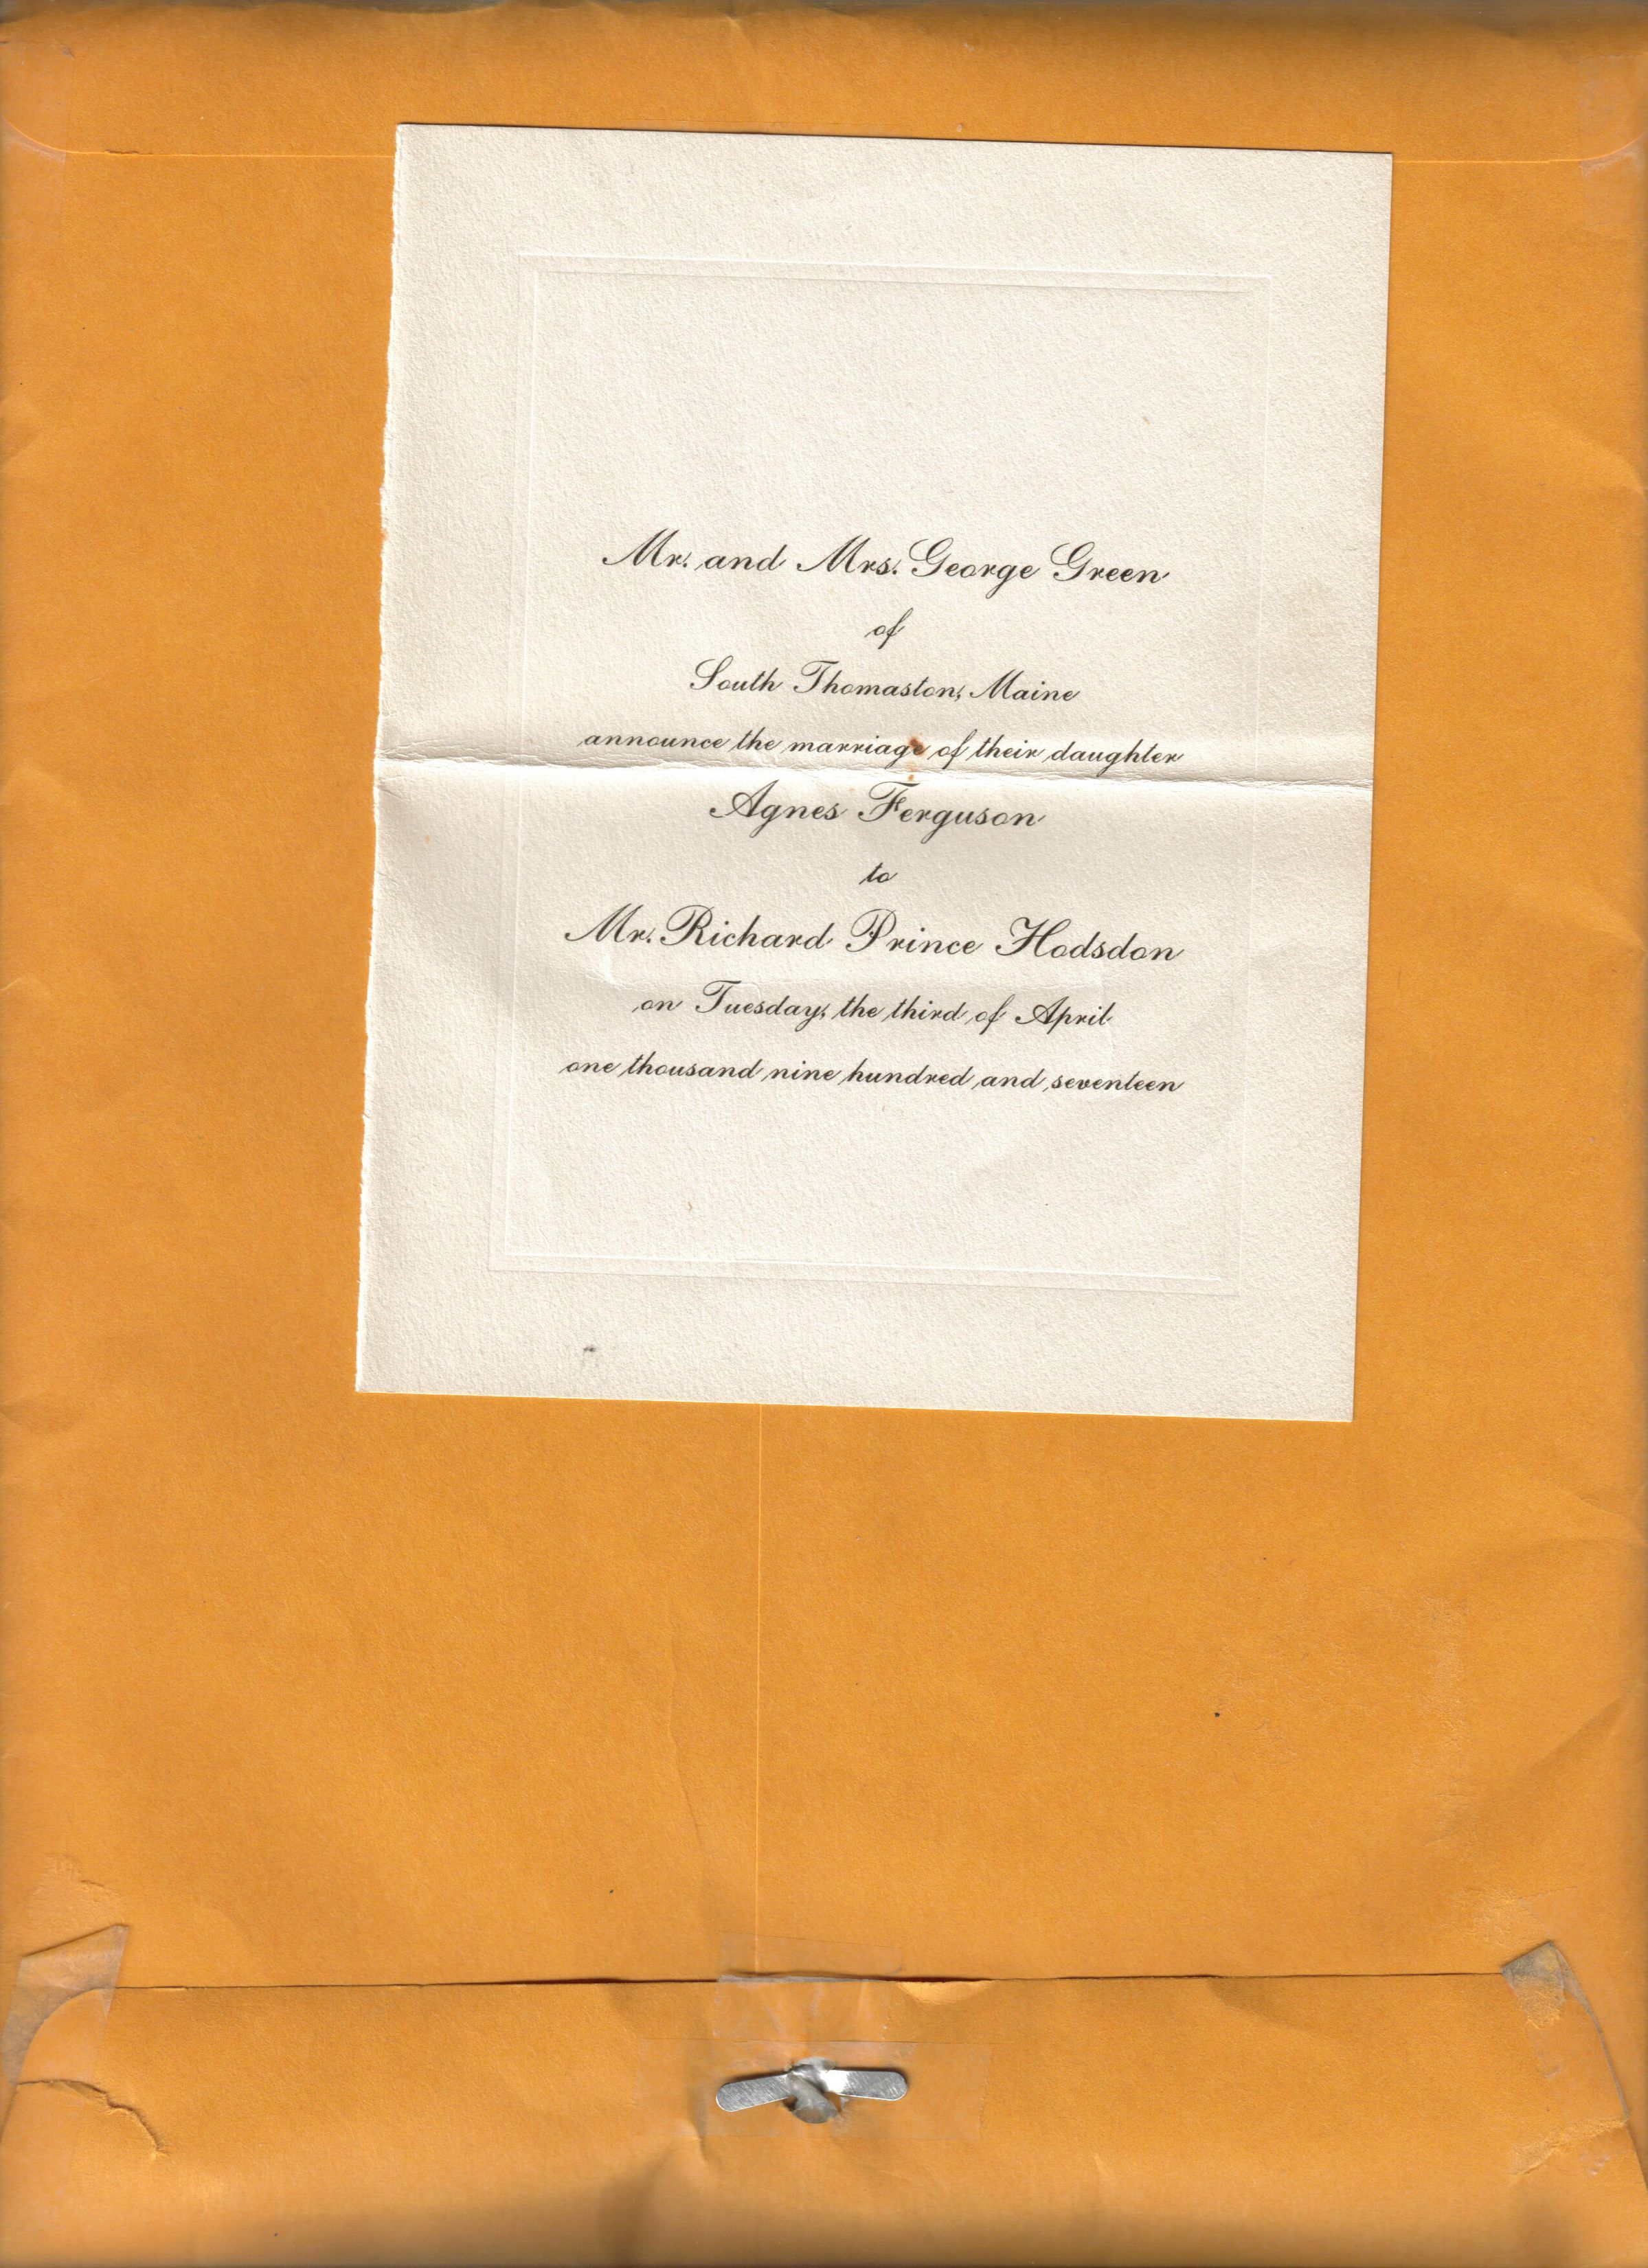 Mr. and Mrs. George Green
of
South Thomaston, Maine
announce the marriage of their daughter
Agnes Ferguson
to
Mr. Richard Prince Hodsdon
on Tuesday, the third of April
one thousand nine hundred and seventeen